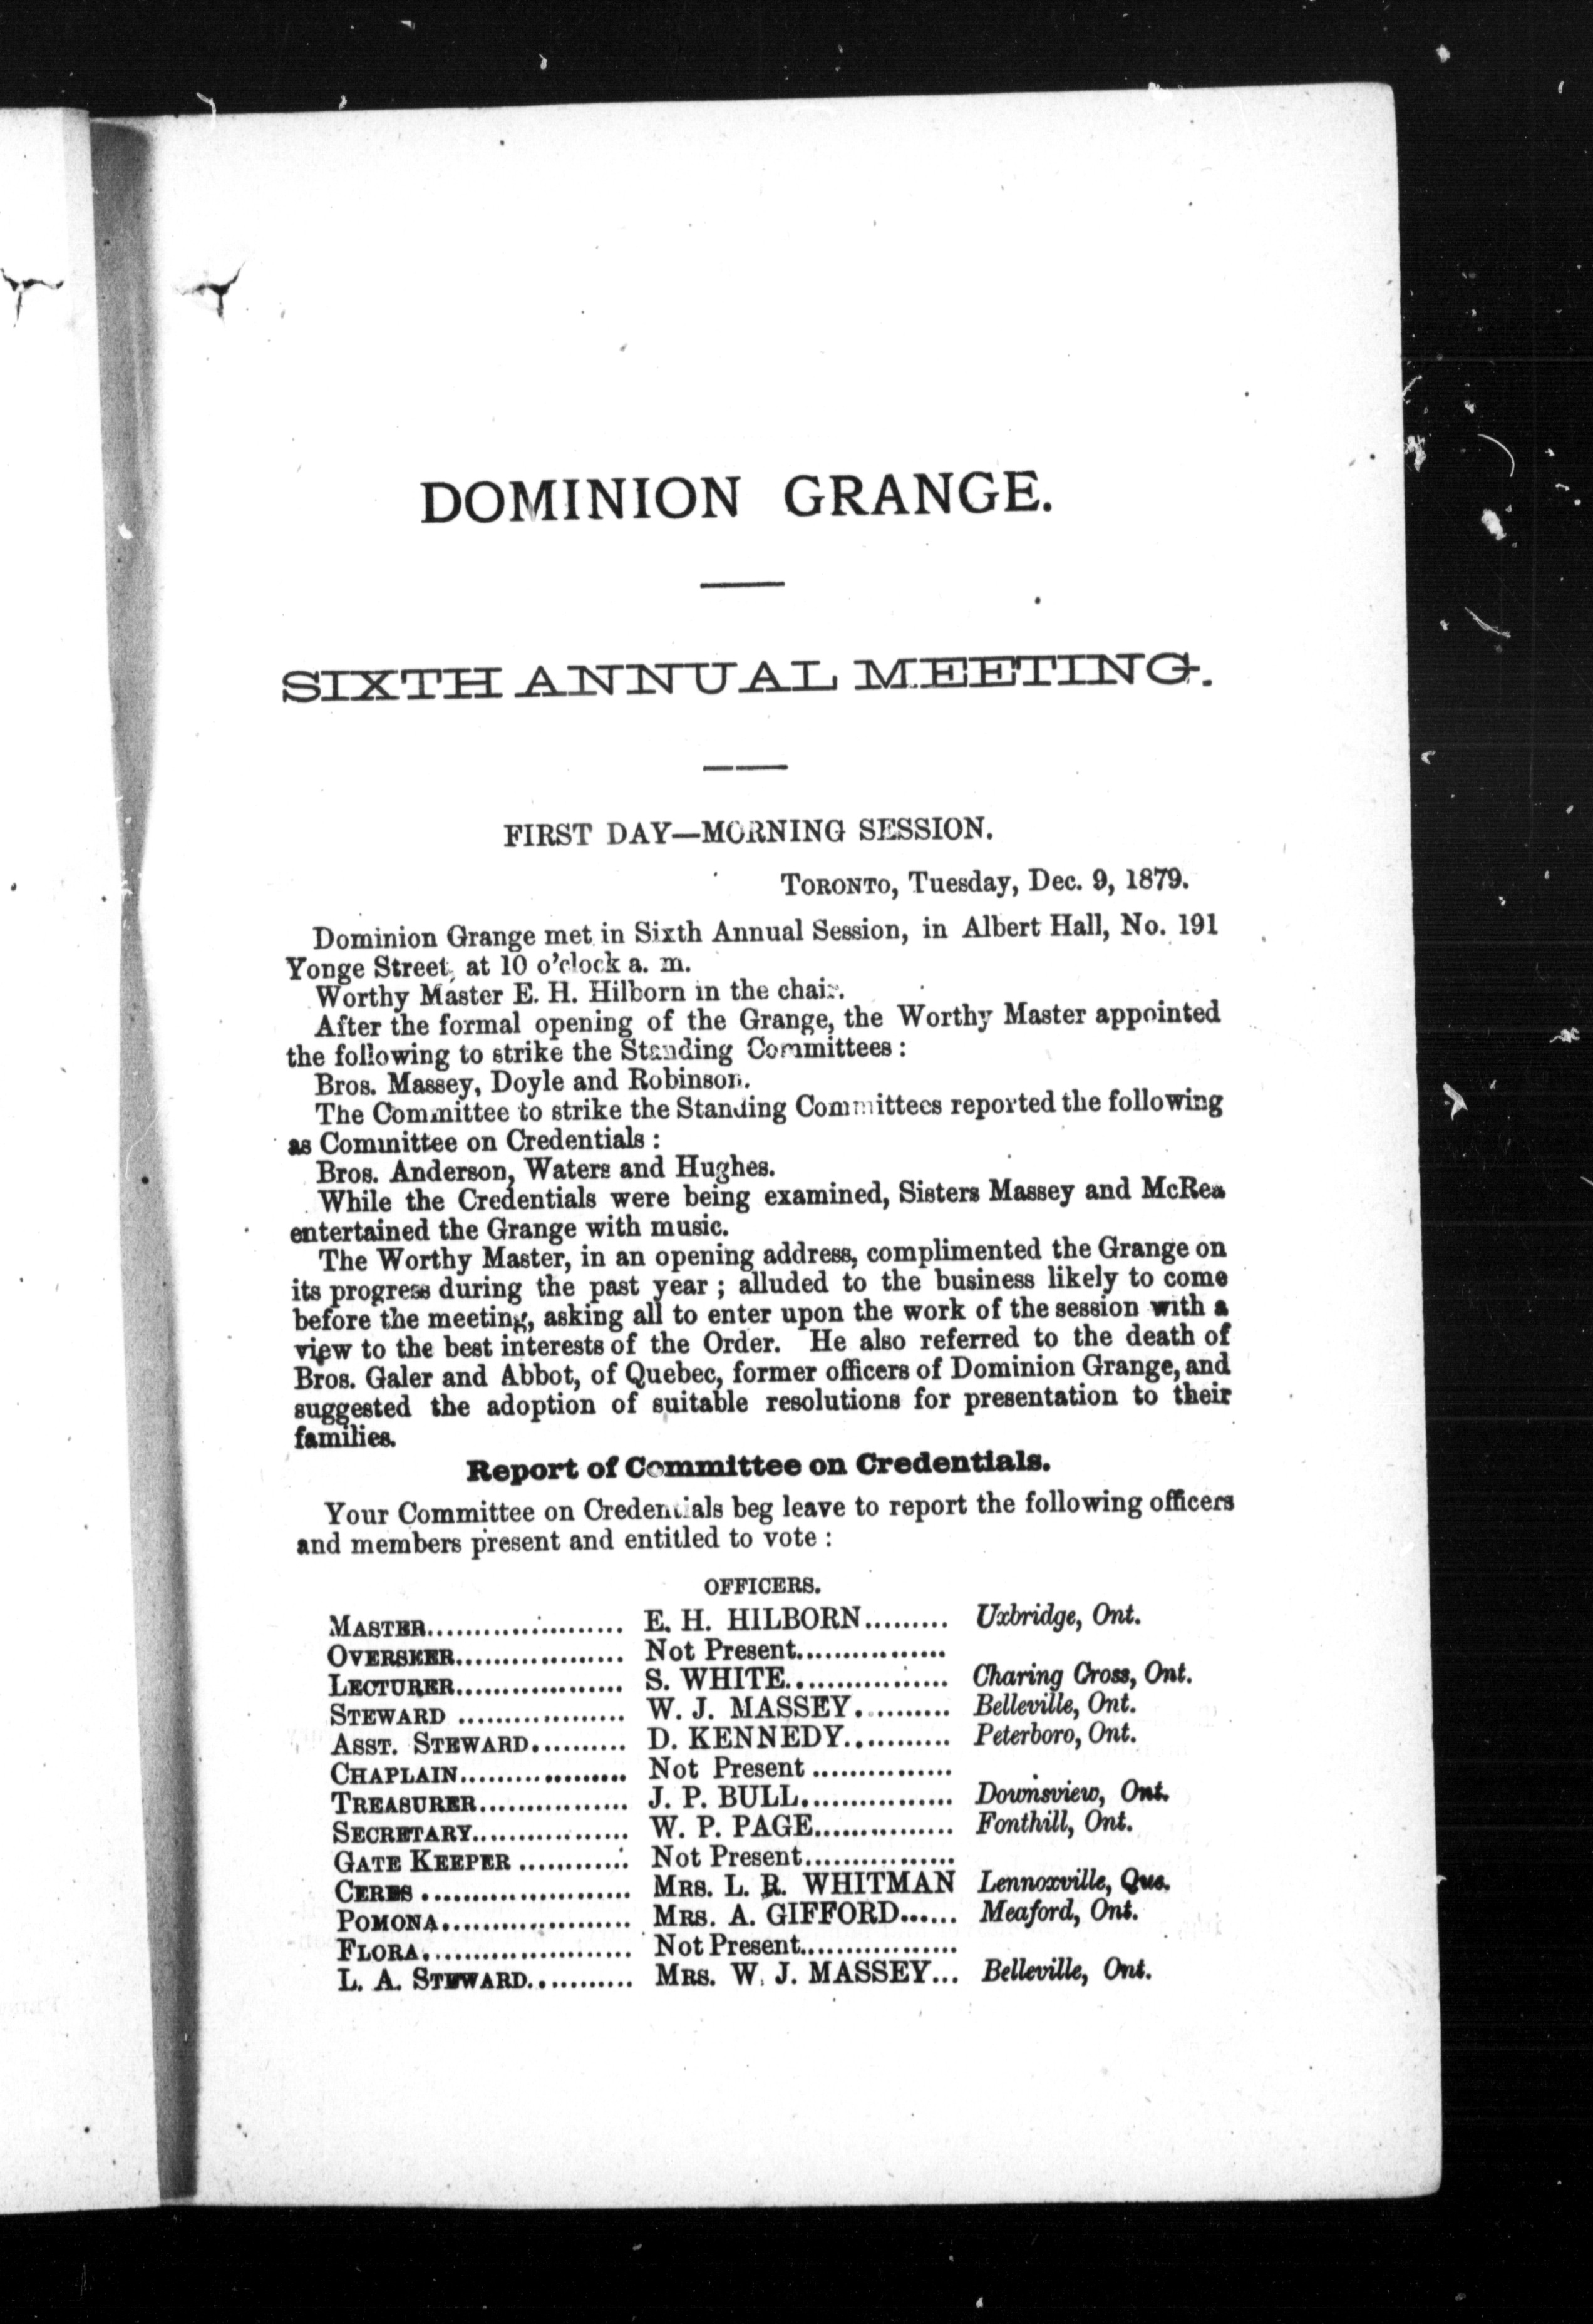 DOMINION GRANGE.
SIXTH ANNUAL MEETING.
FIRST DAY—MORNING SESSION.
TORONTO, Tuesday, Dec. 9, 1879.
Dominion Grange met in Sixth Annual Session, in Albert Hall, No. 191
Yonge Street, at 10 o'clock a. m.
Worthy Master E. H. Hilborn in the chair.
After the formal opening of the Grange, the Worthy Master appointed
the following to strike the Standing Committees :
Bros. Massey, Doyle and Robinson.
The Committee to strike the Standing Committees reported the following
as Committee on Credentials :
Bros. Anderson, Waters and Hughes.
While the Credentials were being examined, Sisters Massey and McRea
entertained the Grange with music.
The Worthy Master, in an opening address, complimented the Grange on
its progress during the past year ; alluded to the business likely to come
before the meeting, asking all to enter upon the work of the session with a
view to the best interests of the Order. He also referred to the death of
Bros. Galer and Abbot, of Quebec, former officers of Dominion Grange, and
suggested the adoption of suitable resolutions for presentation to their
families.
Report of Committee on Credentials.
Your Committee on Credentials beg leave to report the following officers
and members present and entitled to vote :
OFFICERS.
MASTER...................... E. H. HILBORN......... Uxbridge, Ont.
OVERSEER.................. Not Present................
LECTURER.................. S. WHITE................. Charing Cross, Ont.
STEWARD .................. W. J. MASSEY.......... Belleville, Ont.
ASST. STEWARD.......... D. KENNEDY........... Peterboro, Ont.
CHAPLAIN.................. Not Present ...............
TREASURER................ J. P. BULL................ Downsview, Ont.
SECRETARY................. W. P. PAGE............... Fonthill, Ont.
GATE KEEPER ............ Not Present................
CERES ....................... MRS. L. R. WHITMAN Lennoxville, Que.
POMONA..................... MRS. A. GIFFORD...... Meaford, Ont.
FLORA....................... Not Present.................
L. A. STEWARD............ MRS. W. J. MASSEY... Belleville, Ont.